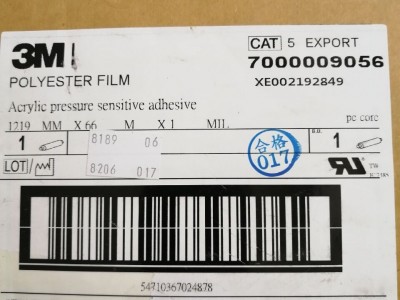 3M
CAT 5 EXPORT
7000009056
XE002192849
POLYESTER FILM
Acrylic pressure sensitive adhesive
1219 MM X 66 M X 1 MIL pc core
1 8189 06 1
合格
017
LOT/ 8206 017
54710367024878